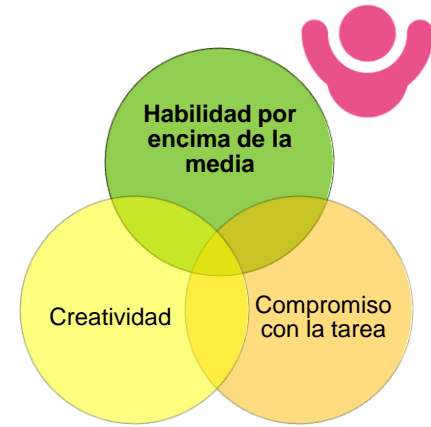 Habilidad por
encima de la
media
Creatividad
Compromiso
con la tarea